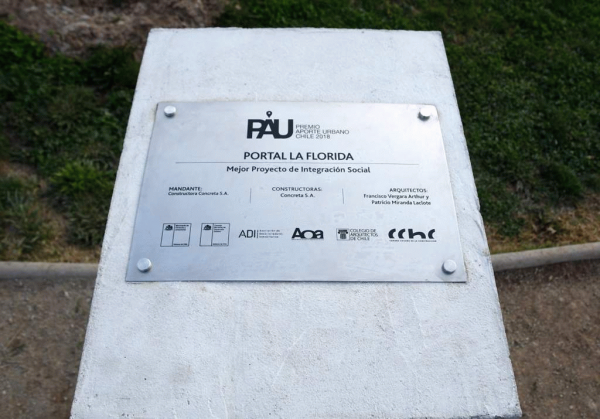 PAU PREMIO
APORTE URBANO
CHILE 2018
PORTAL LA FLORIDA
Mejor Proyecto de Integración Social
MANDANTE:
Constructora Concreta S.A.
CONSTRUCTORAS:
Concreta S.A.
ARQUITECTOS:
Francisco Vergara Arthur y
Patricio Miranda Laclote
ADI
AOA
COLEGIO DE
ARQUITECTOS
DE CHILE
CChC